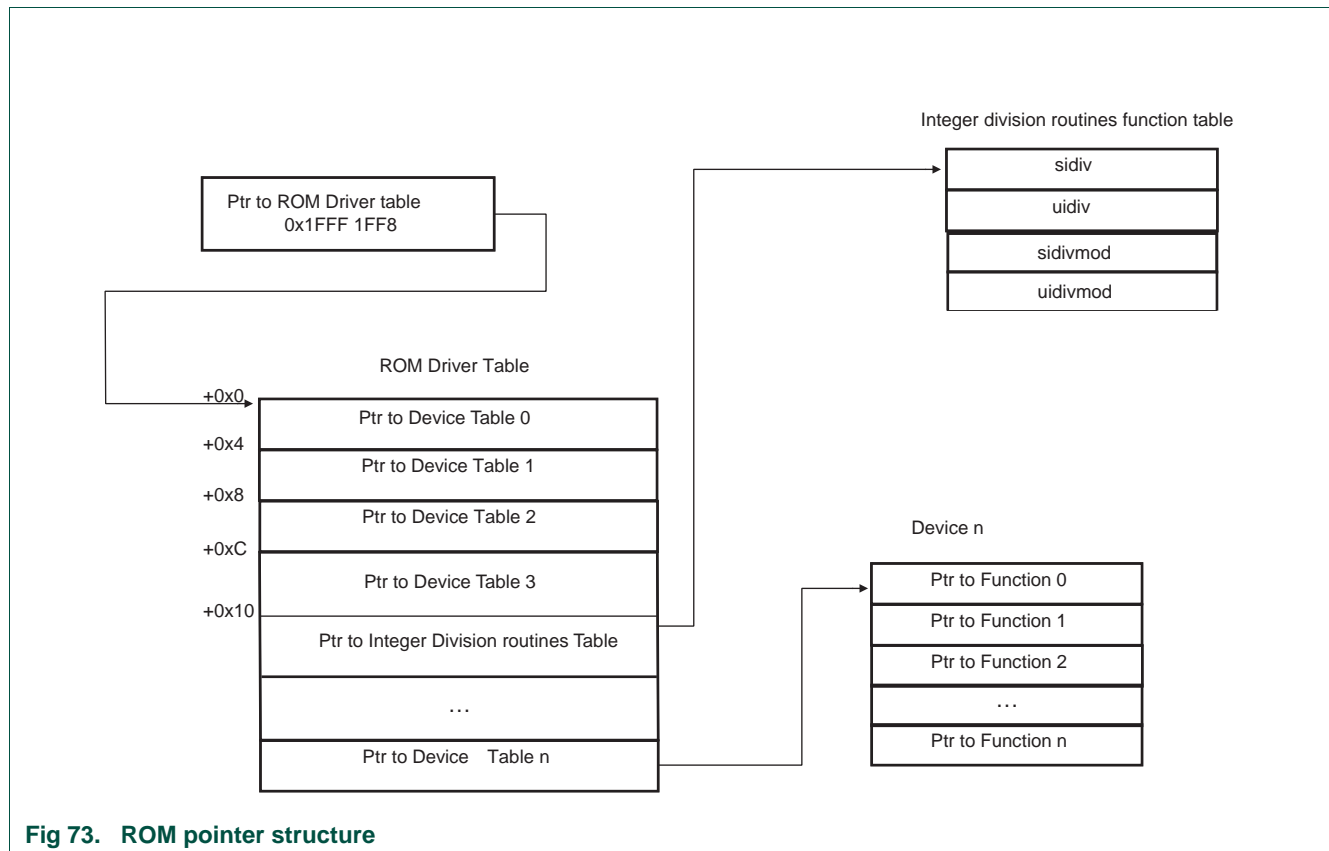 Integer division routines function table
sidiv
uidiv
sidivmod
uidivmod
Ptr to ROM Driver table
0x1FFF 1FF8
ROM Driver Table
+0x0
Ptr to Device Table 0
+0x4
Ptr to Device Table 1
+0x8
Ptr to Device Table 2
+0xC
Ptr to Device Table 3
+0x10
Ptr to Integer Division routines Table
…
Ptr to Device Table n
Device n
Ptr to Function 0
Ptr to Function 1
Ptr to Function 2
…
Ptr to Function n
Fig 73. ROM pointer structure